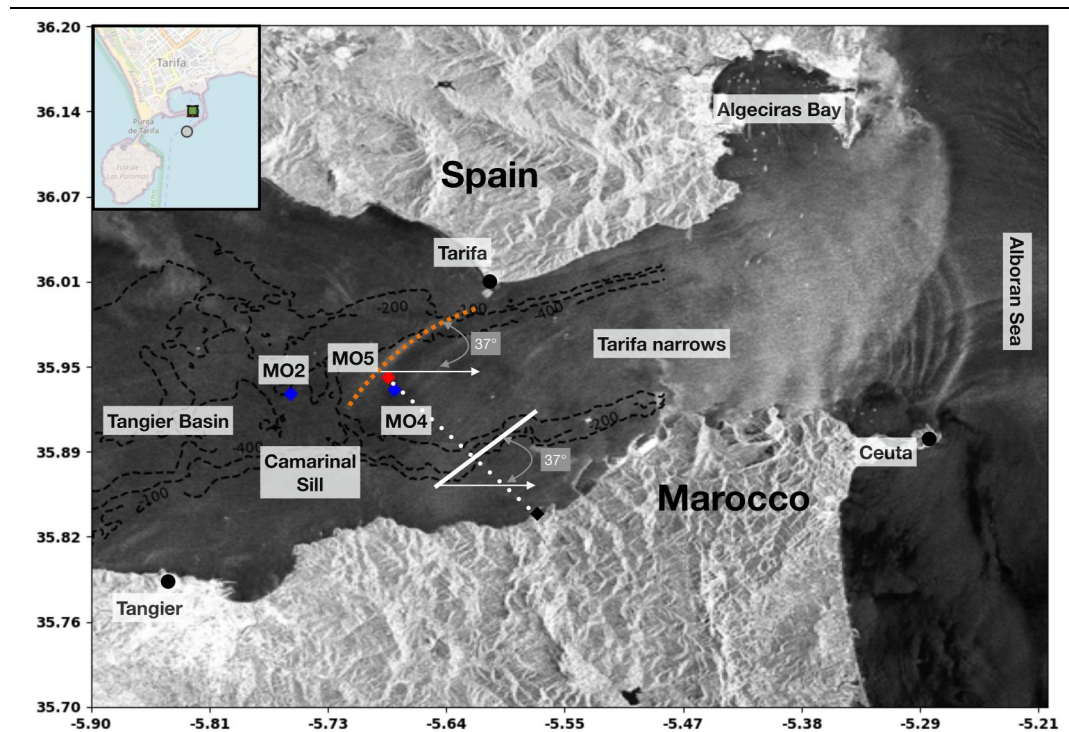 36.20
36.14
36.07
36.01
35.95
35.89
35.82
35.76
35.70
Tarifa
Punta
de Tarifa
Isla de
Las Palomas
Spain
Algeciras Bay
Alboran Sea
Tarifa
-200
-100
-400
37°
Tarifa narrows
MO5
MO2
MO4
Tangier Basin
-200
-400
Camarinal
Sill
37°
-100
Ceuta
Marocco
Tangier
-5.90
-5.81
-5.73
-5.64
-5.55
-5.47
-5.38
-5.29
-5.21